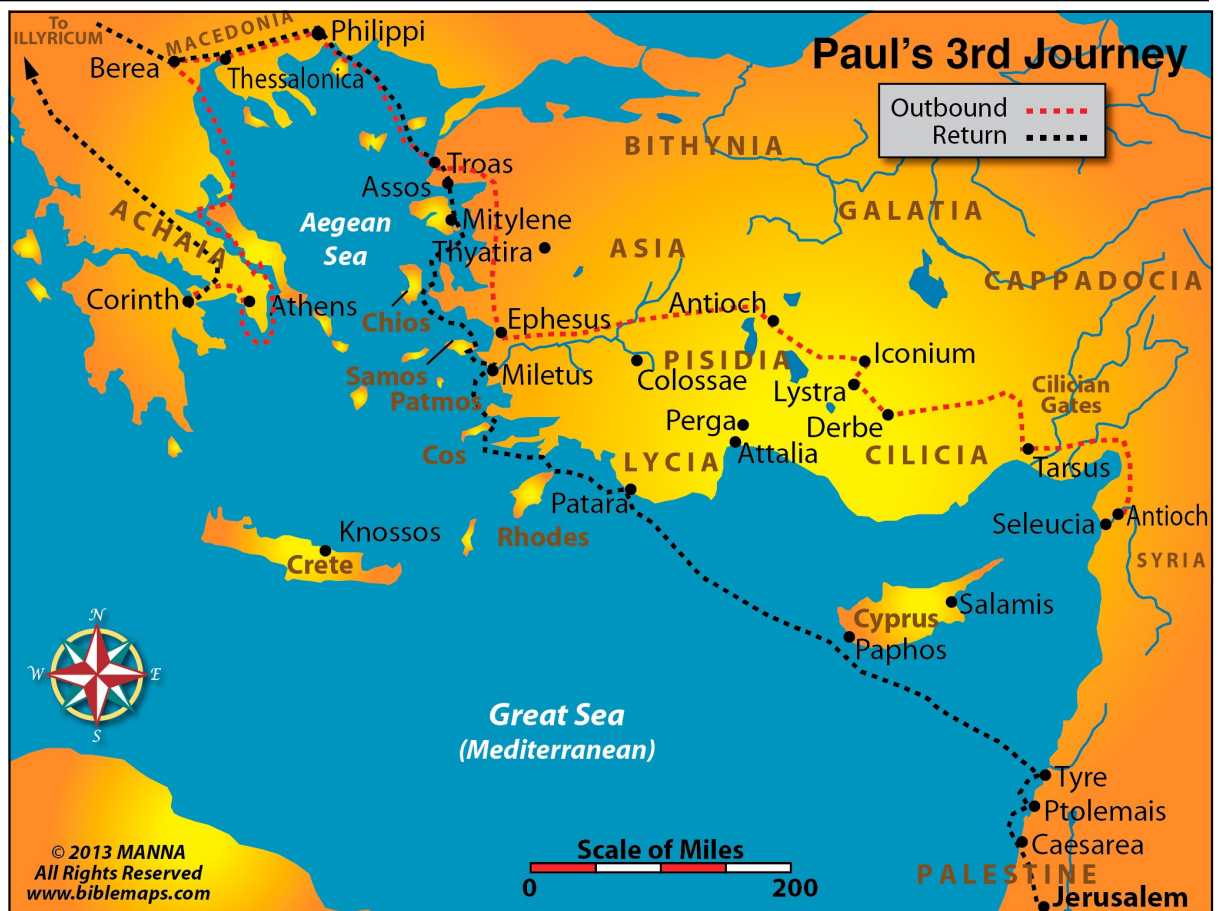 To
ILLYRICUM
MACEDONIA
Philippi
Berea
Thessalonica
Paul's 3rd Journey
Outbound
Return
BITHYNIA
Troas
Assos
ACHAIA
Aegean
Sea
Mitylene
GALATIA
Thyatira
ASIA
CAPPADOCIA
Corinth
Athens
Chios
Antioch
Ephesus
Iconium
PISIDIA
Samos
Miletus
Colossae
Lystra
Cilician
Gates
Patmos
Perga
Derbe
Cos
Attalia
LYCIA
CILICIA
Tarsus
Patara
Seleucia
Antioch
Knossos
Rhodes
Crete
SYRIA
Cyprus
Salamis
Paphos
N
W
E
S
Great Sea
(Mediterranean)
Tyre
Ptolemais
Caesarea
PALESTINE
Jerusalem
Scale of Miles
0
200
© 2013 MANNA
All Rights Reserved
www.biblemaps.com